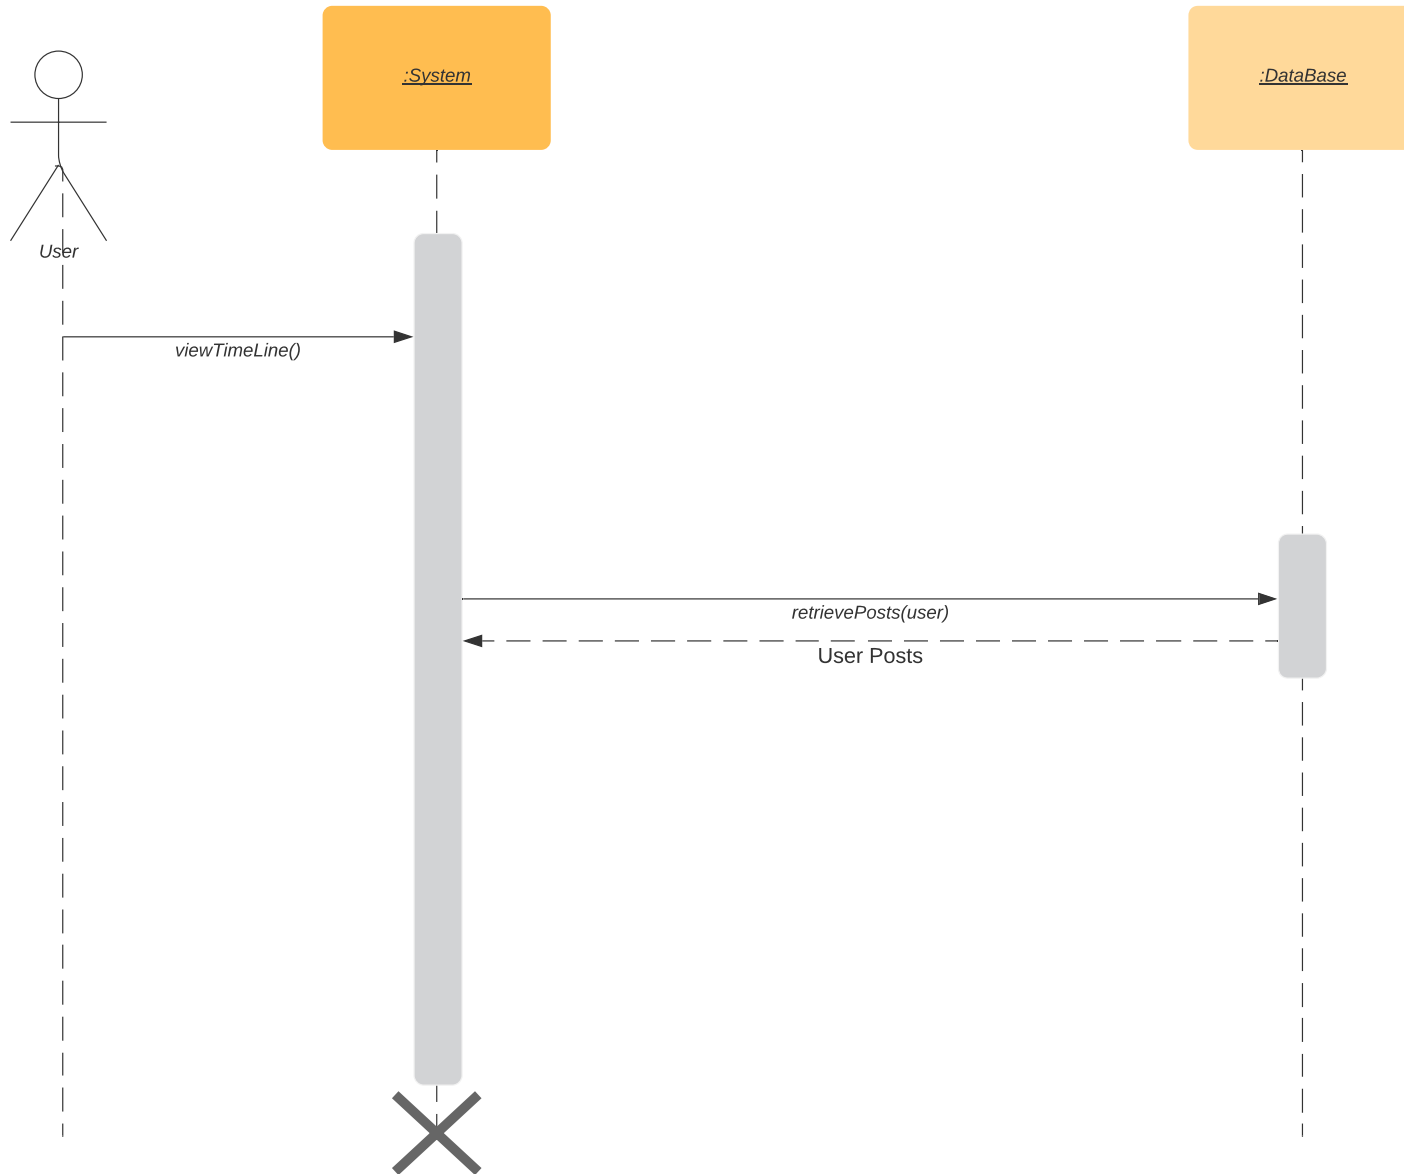 :System
:DataBase
User
viewTimeLine()
retrievePosts(user)
User Posts